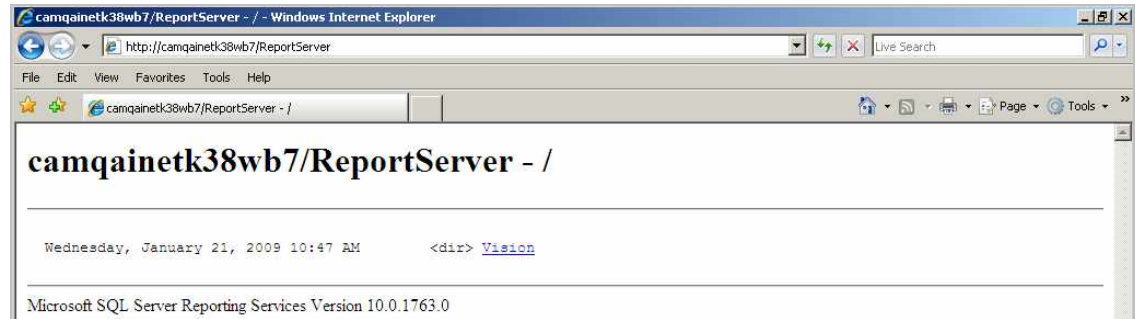 camqainetk38wb7/ReportServer - / - Windows Internet Explorer
http://camqainetk38wb7/ReportServer
Live Search
File Edit View Favorites Tools Help
camqainetk38wb7/ReportServer - /
Page Tools »
camqainetk38wb7/ReportServer - /
Wednesday, January 21, 2009 10:47 AM <dir> Vision
Microsoft SQL Server Reporting Services Version 10.0.1763.0